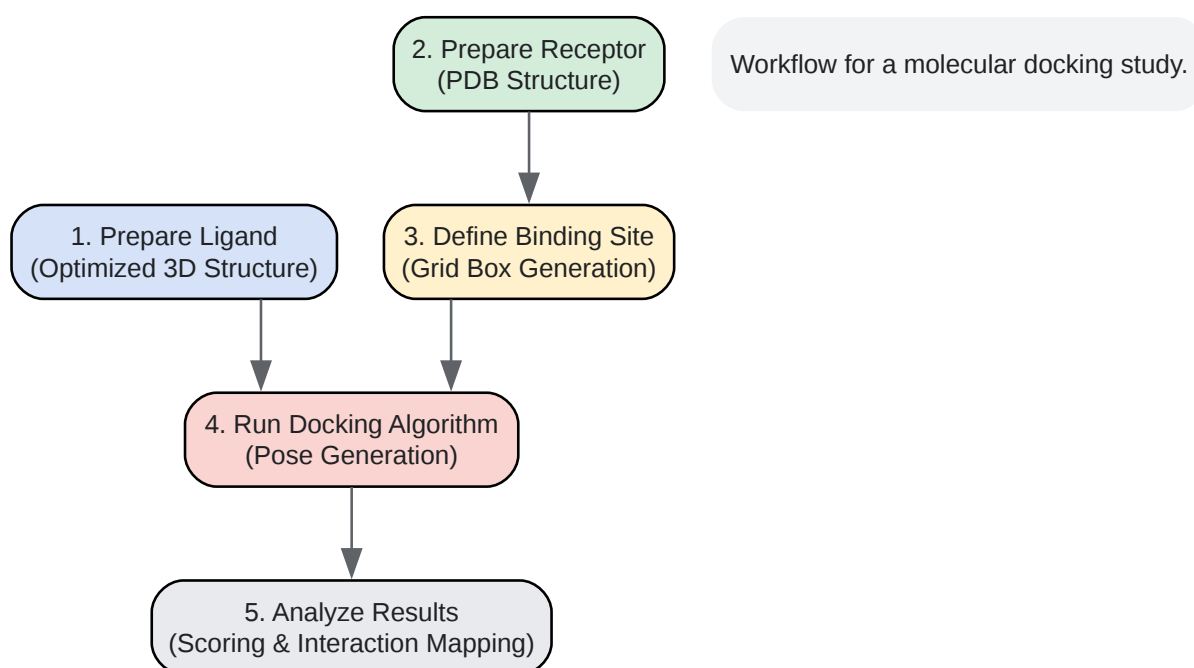 2. Prepare Receptor
(PDB Structure)
Workflow for a molecular docking study.
1. Prepare Ligand
(Optimized 3D Structure)
3. Define Binding Site
(Grid Box Generation)
4. Run Docking Algorithm
(Pose Generation)
5. Analyze Results
(Scoring & Interaction Mapping)